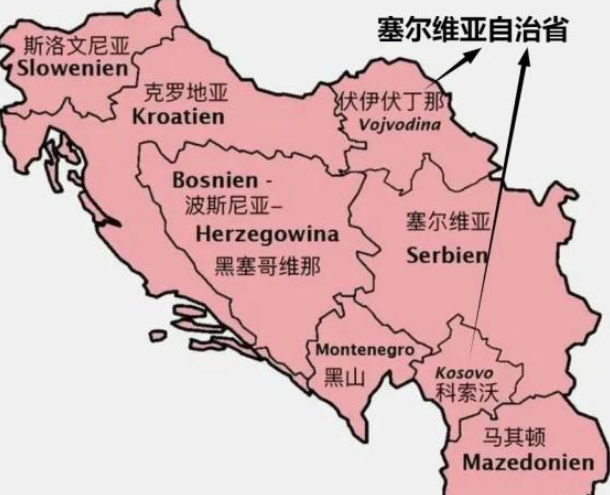 塞尔维亚自治省
斯洛文尼亚
Slowenien
克罗地亚
Kroatien
伏伊伏丁那
Vojvodina
Bosnien -
波斯尼亚–
Herzegowina
黑塞哥维那
塞尔维亚
Serbien
Montenegro
黑山
Kosovo
科索沃
马其顿
Mazedonien